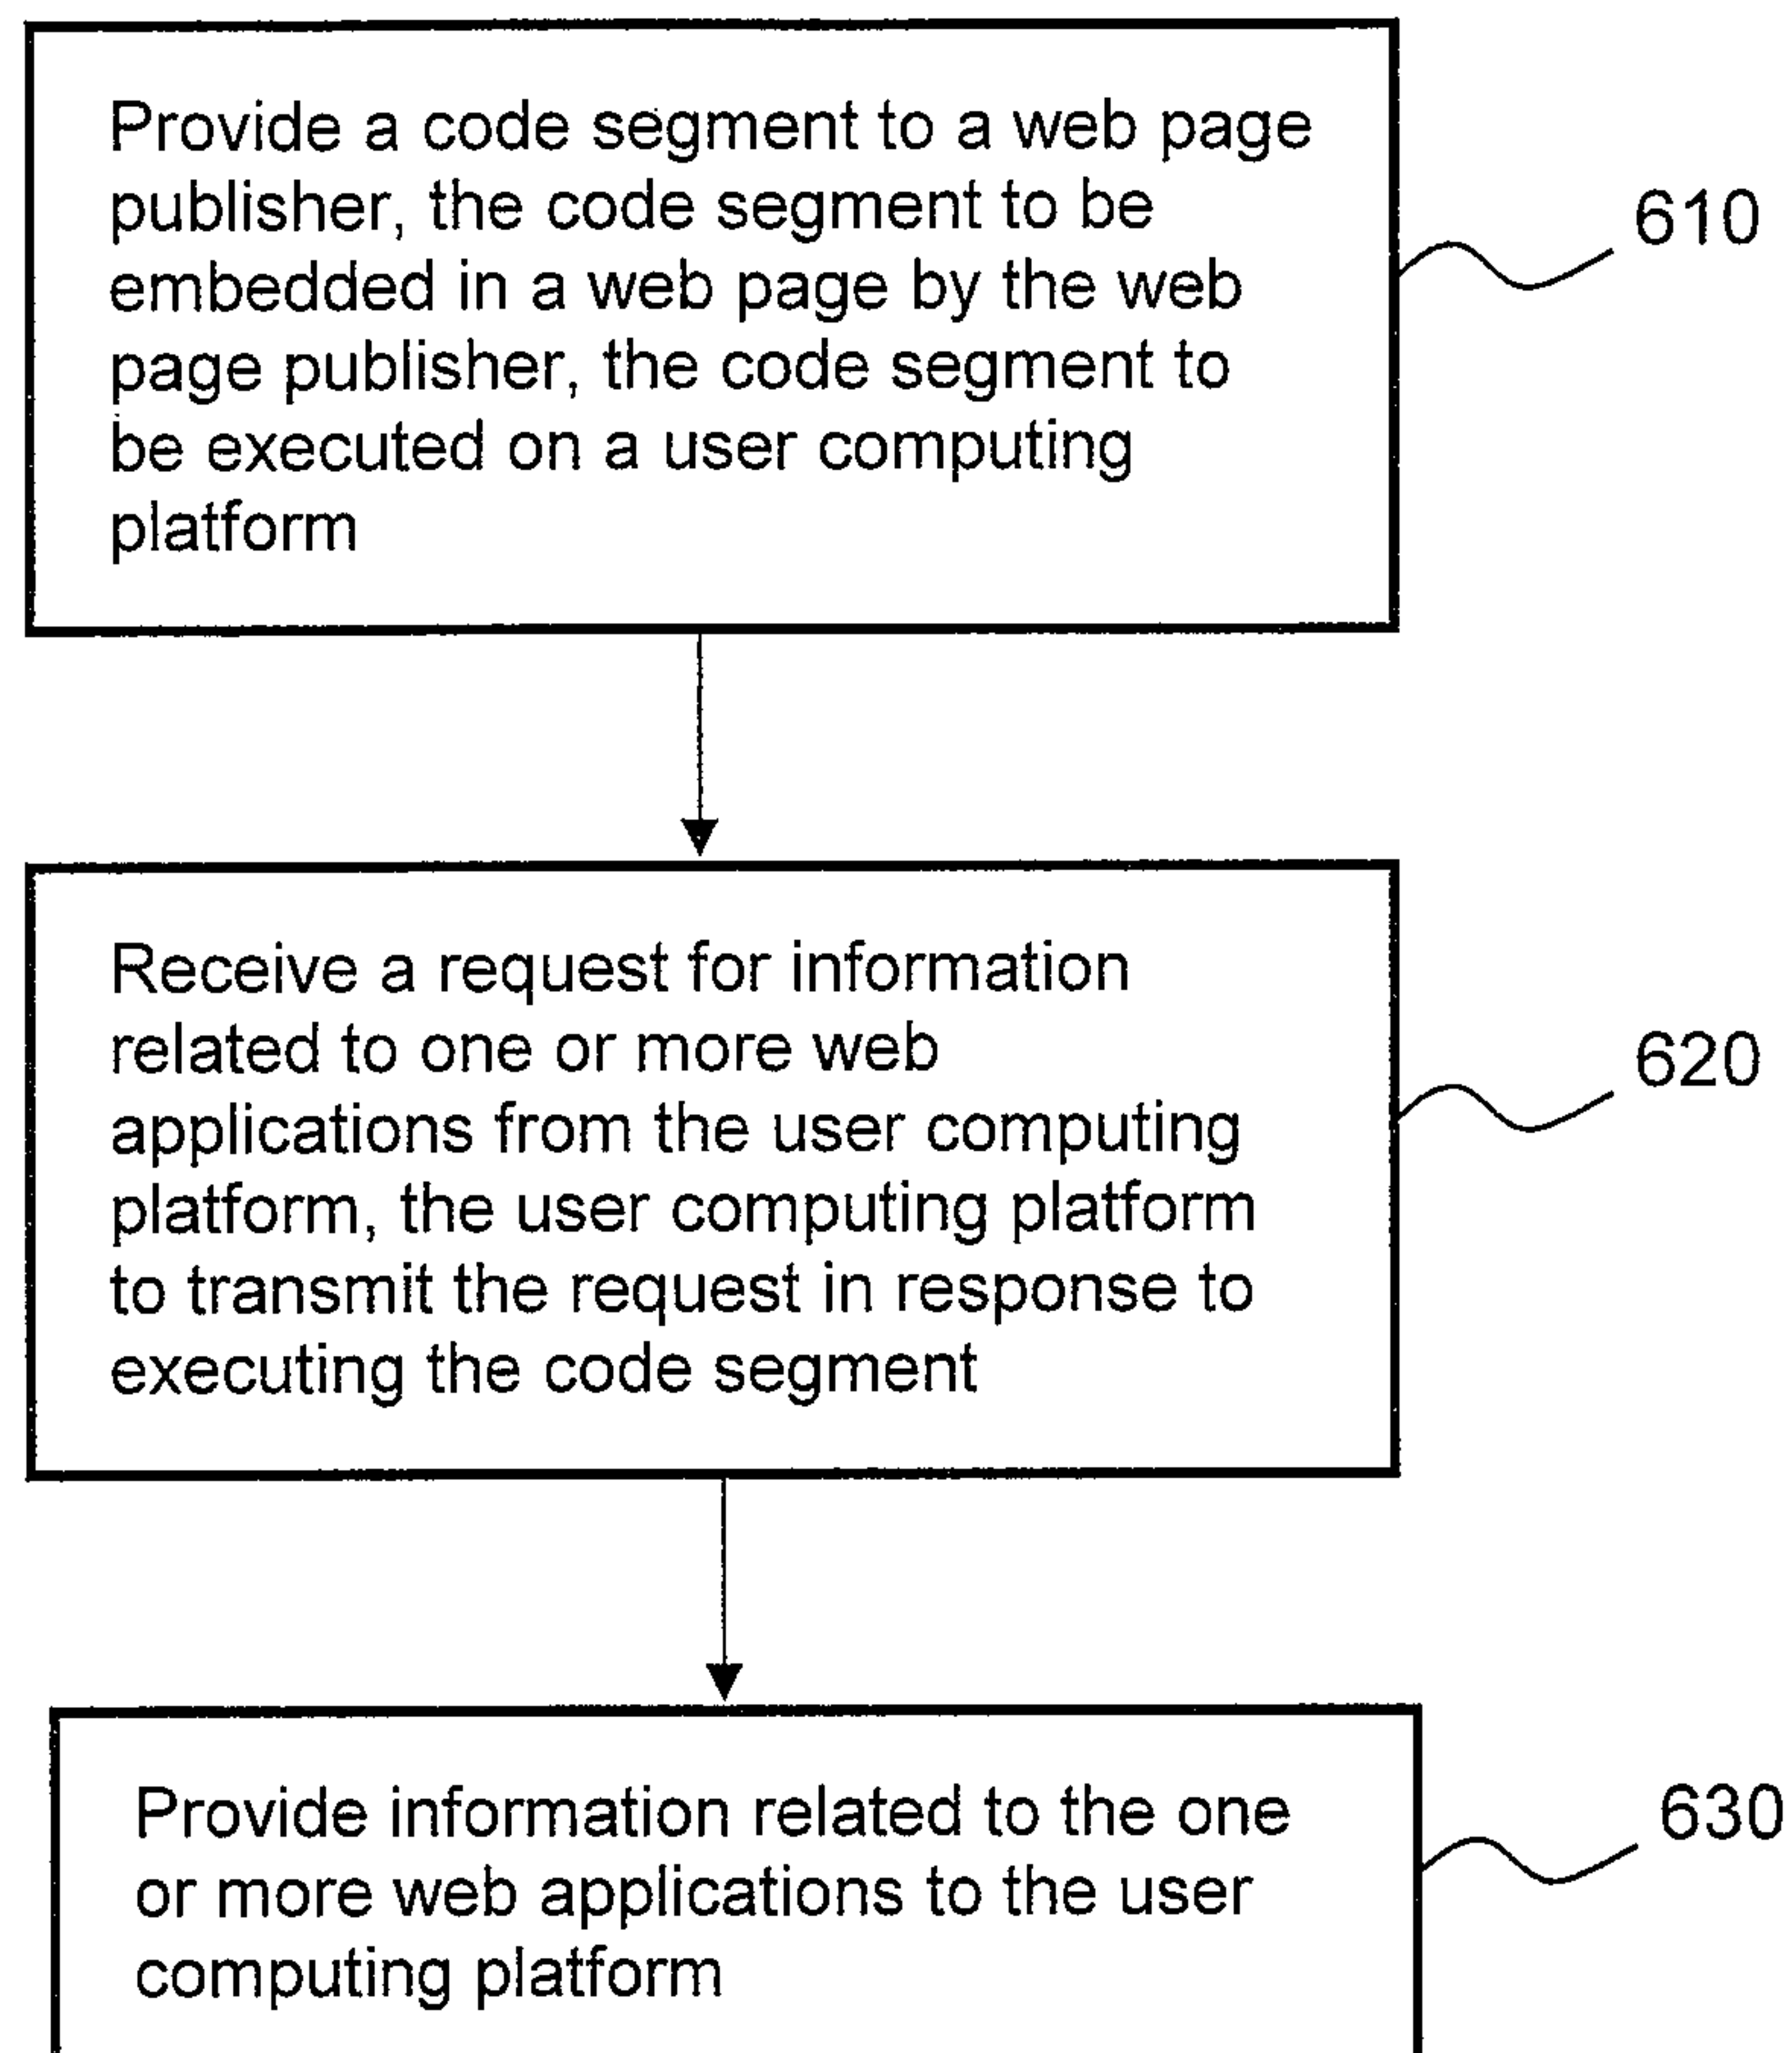 Provide a code segment to a web page
publisher, the code segment to be
embedded in a web page by the web
page publisher, the code segment to
be executed on a user computing
platform
610
Receive a request for information
related to one or more web
applications from the user computing
platform, the user computing platform
to transmit the request in response to
executing the code segment
620
Provide information related to the one
or more web applications to the user
computing platform
630